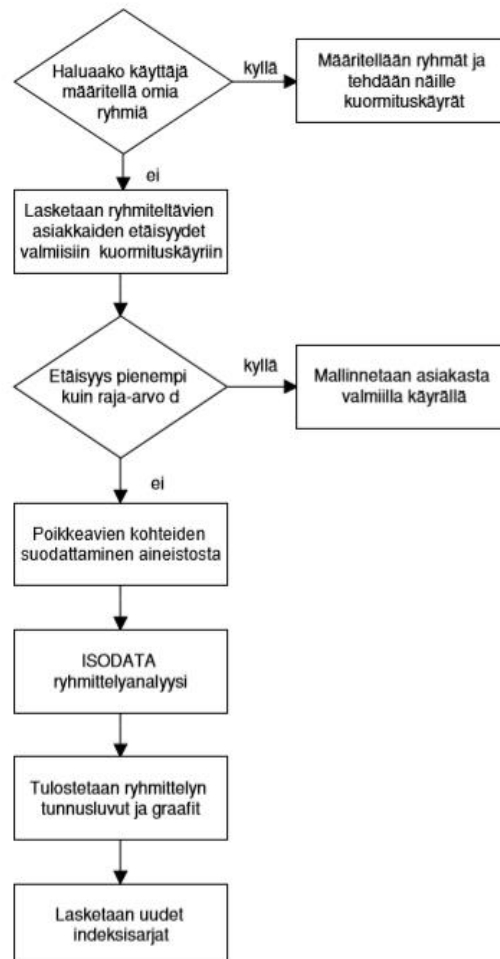 Haluaako käyttäjä
määritellä omia
ryhmiä
kyllä
Määritellään ryhmät ja
tehdään näille
kuormituskäyrät
ei
Lasketaan ryhmiteltävien
asiakkaiden etäisyydet
valmiisiin kuormituskäyriin
Etäisyys pienempi
kuin raja-arvo d
kyllä
Mallinnetaan asiakasta
valmiilla käyrällä
ei
Poikkeavien kohteiden
suodattaminen aineistosta
ISODATA
ryhmittelyanalyysi
Tulostetaan ryhmittelyn
tunnusluvut ja graafit
Lasketaan uudet
indeksisarjat